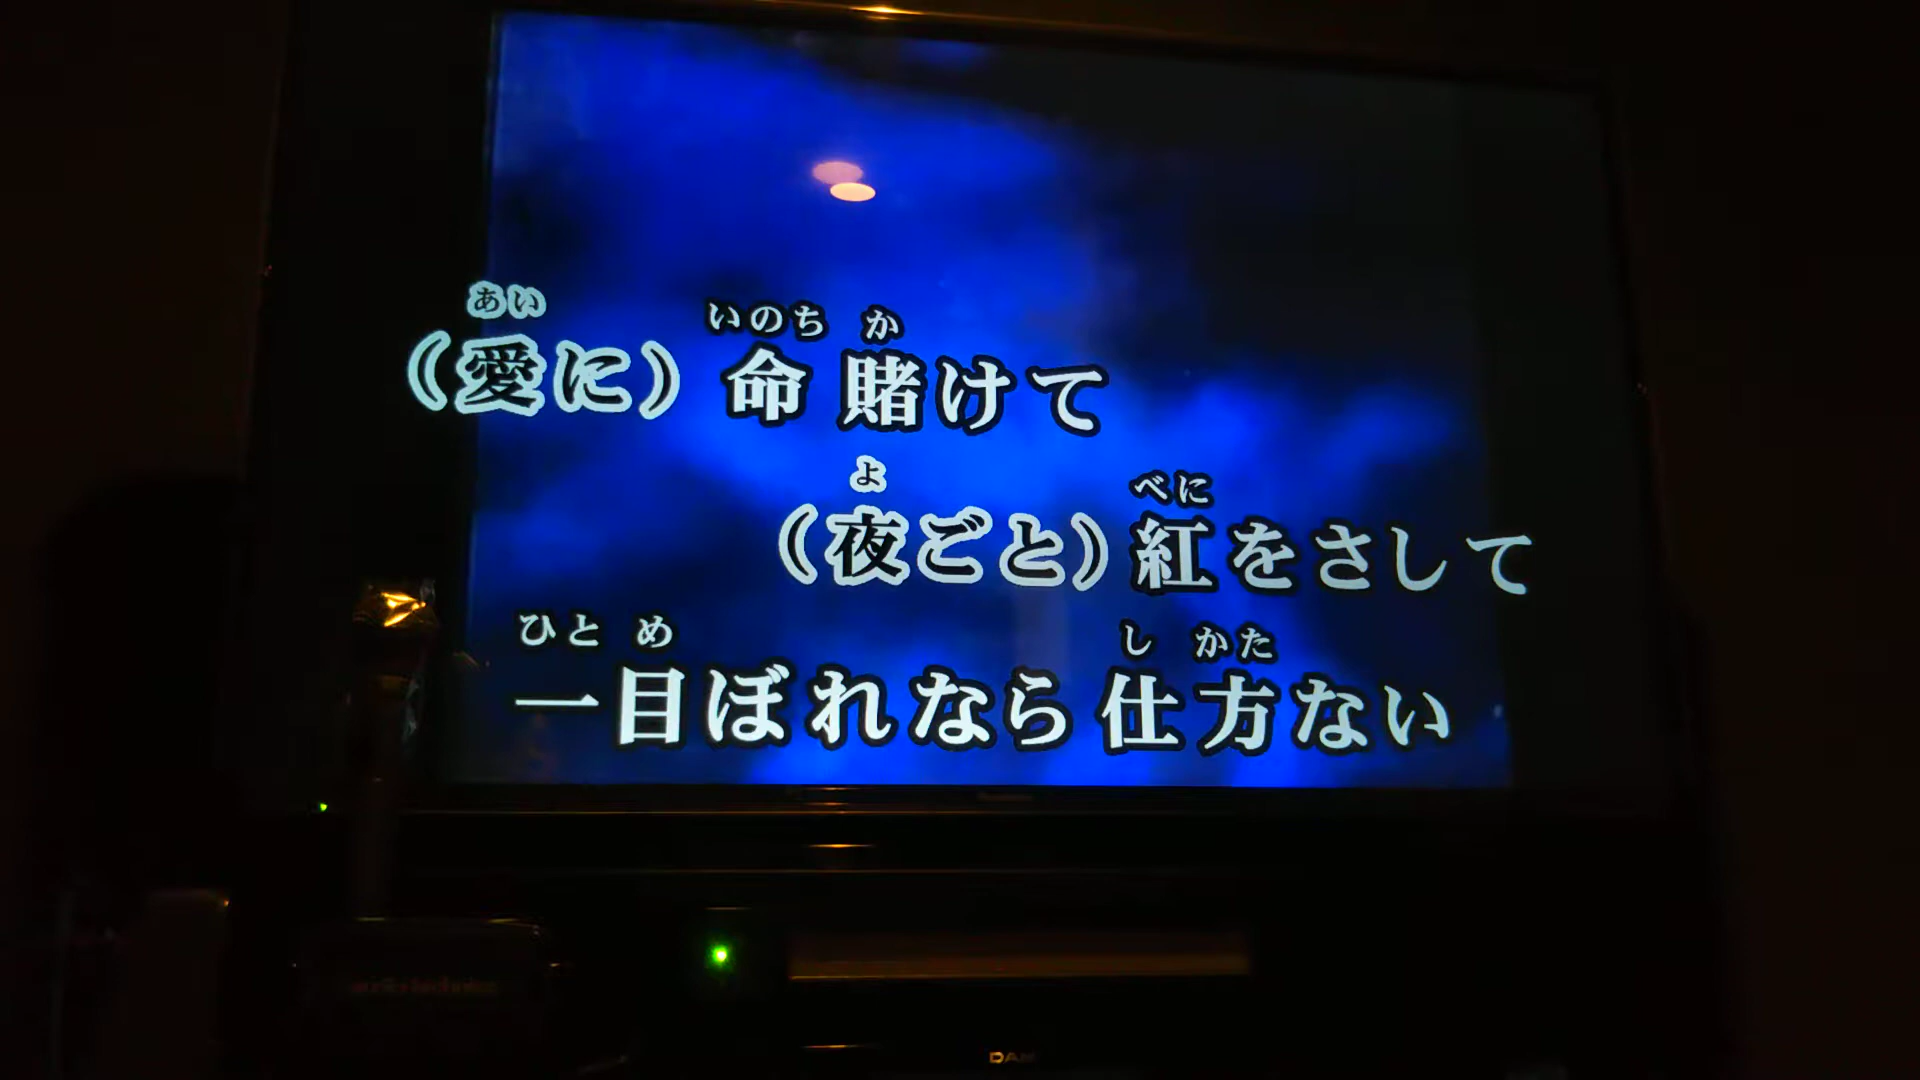 あい いのち か
(愛に) 命 賭けて
よ べに
(夜ごと) 紅をさして
ひと め し かた
一目ぼれなら 仕方ない
DAM